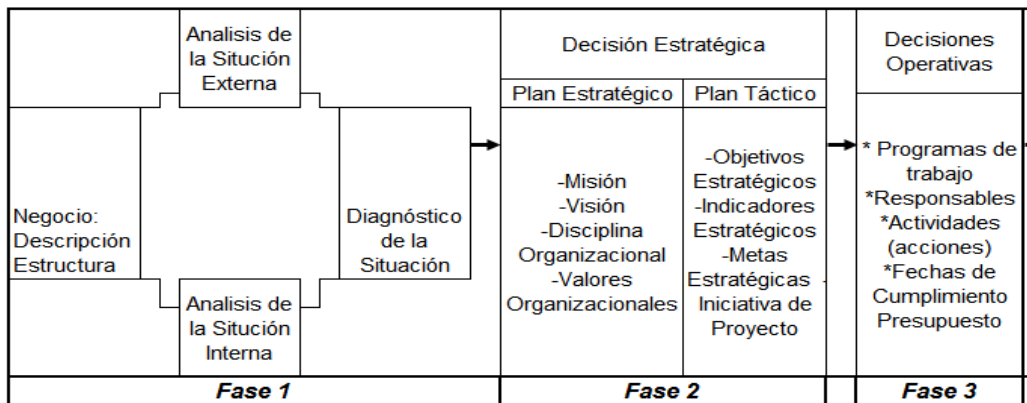 Analisis de
la Situción
Externa
Negocio:
Descripción
Estructura
Diagnóstico
de la
Situación
Analisis de
la Situción
Interna
Fase 1
Decisión Estratégica
Plan Estratégico
-Misión
-Visión
-Disciplina
Organizacional
-Valores
Organizacionales
Plan Táctico
-Objetivos
Estratégicos
-Indicadores
Estratégicos
-Metas
Estratégicas -
Iniciativa de
Proyecto
Fase 2
Decisiones
Operativas
* Programas de
trabajo
*Responsables
*Actividades
(acciones)
*Fechas de
Cumplimiento
Presupuesto
Fase 3